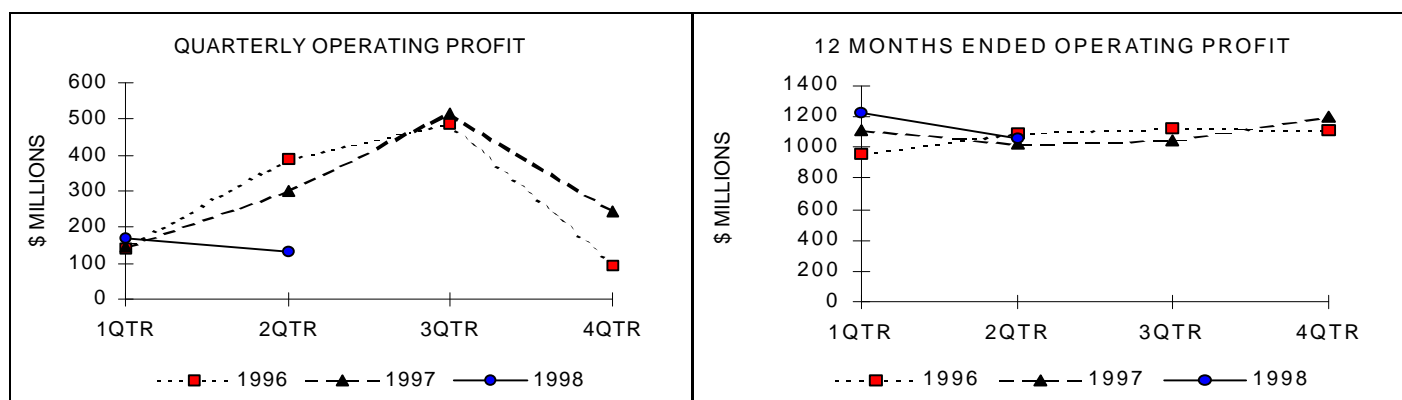 QUARTERLY OPERATING PROFIT
$ MILLIONS
600
500
400
300
200
100
0
1QTR 2QTR 3QTR 4QTR
1996 1997 1998
12 MONTHS ENDED OPERATING PROFIT
$ MILLIONS
1400
1200
1000
800
600
400
200
0
1QTR 2QTR 3QTR 4QTR
1996 1997 1998